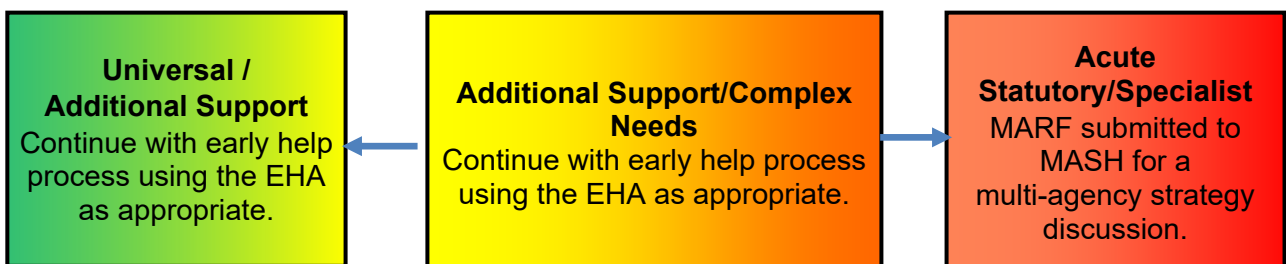 Universal /
Additional Support
Continue with early help
process using the EHA
as appropriate.
Additional Support/Complex
Needs
Continue with early help process
using the EHA as appropriate.
Acute
Statutory/Specialist
MARF submitted to
MASH for a
multi-agency strategy
discussion.